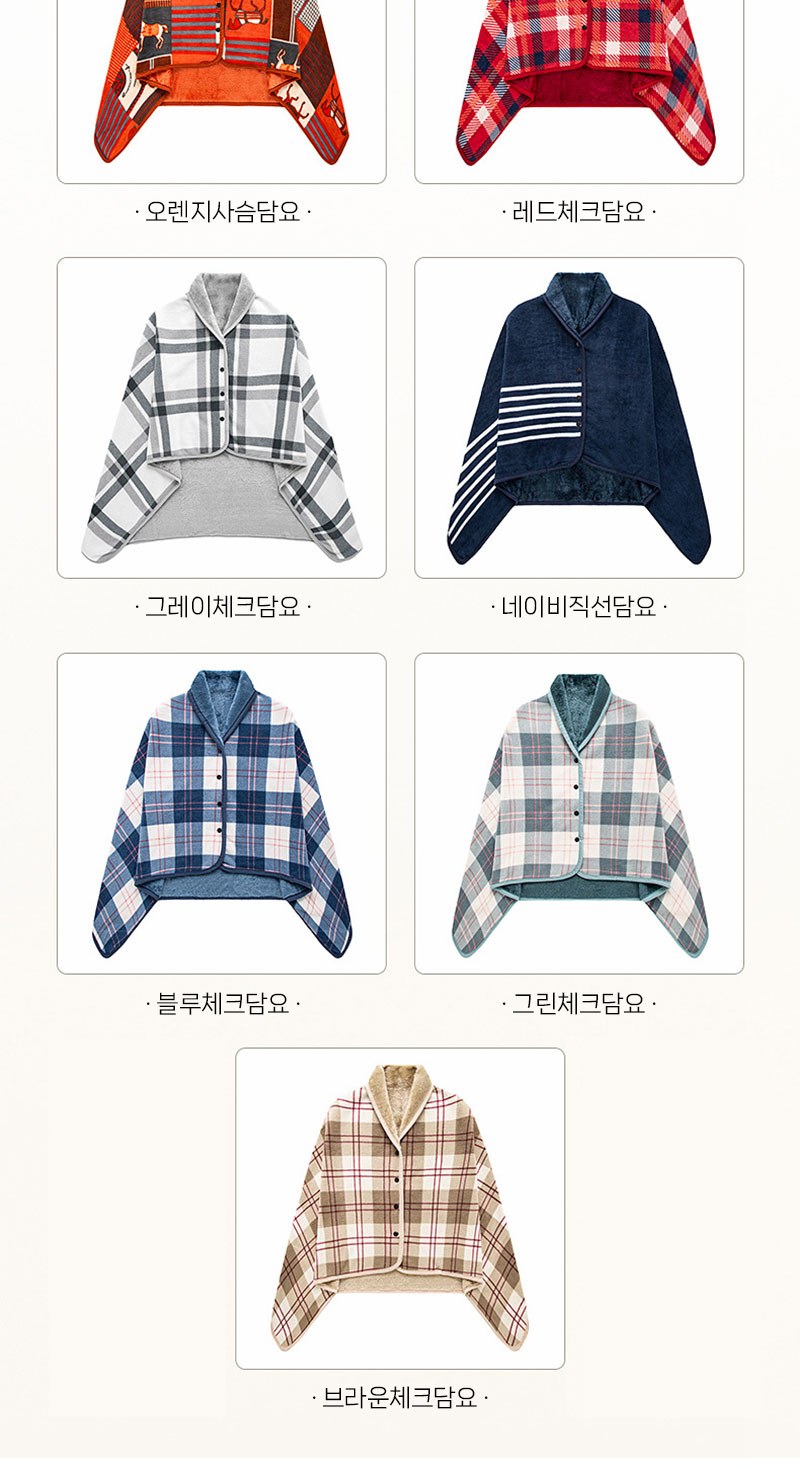 · 오렌지사슴담요 ·
· 레드체크담요 ·
· 그레이체크담요 ·
· 네이비직선담요 ·
· 블루체크담요 ·
· 그린체크담요 ·
· 브라운체크담요 ·